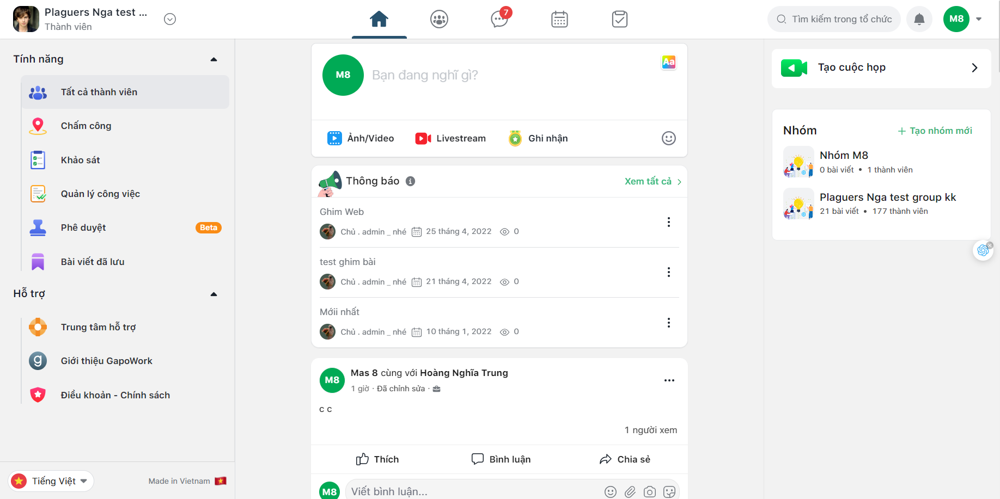 Plaguers Nga test ...
Thành viên
7
Tìm kiếm trong tổ chức
M8
Tính năng
Tất cả thành viên
Chấm công
Khảo sát
Quản lý công việc
Phê duyệt
Beta
Bài viết đã lưu
Hỗ trợ
Trung tâm hỗ trợ
g
Giới thiệu GapoWork
Điều khoản - Chính sách
Tiếng Việt
Made in Vietnam
M8
Bạn đang nghĩ gì?
Aa
Ảnh/Video
Livestream
Ghi nhận
Thông báo
Xem tất cả
Ghim Web
Chủ . admin _ nhé 25 tháng 4, 2022 0
test ghim bài
Chủ . admin _ nhé 21 tháng 4, 2022 0
Mớii nhất
Chủ . admin _ nhé 10 tháng 1, 2022 0
M8
Mas 8 cùng với Hoàng Nghĩa Trung
1 giờ · Đã chỉnh sửa ·
c c
1 người xem
Thích
Bình luận
Chia sẻ
M8
Viết bình luận...
Tạo cuộc họp
Nhóm
+ Tạo nhóm mới
Nhóm M8
0 bài viết • 1 thành viên
Plaguers Nga test group kk
21 bài viết • 177 thành viên